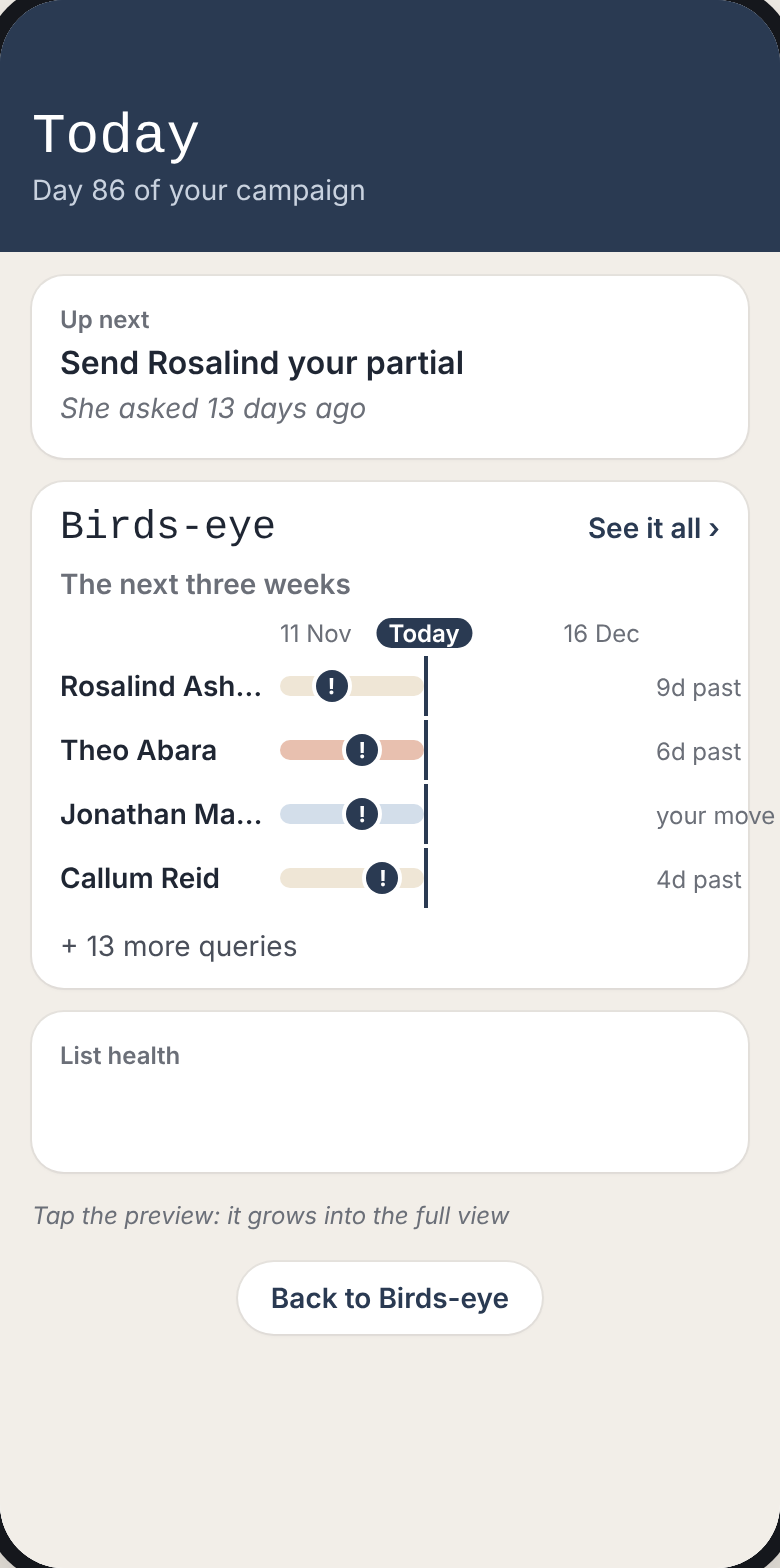 Today
Day 86 of your campaign
Up next
Send Rosalind your partial
She asked 13 days ago
Birds-eye
See it all ›
The next three weeks
11 Nov Today 16 Dec
Rosalind Ash… ! 9d past
Theo Abara ! 6d past
Jonathan Ma… ! your move
Callum Reid ! 4d past
+ 13 more queries
List health
Tap the preview: it grows into the full view
Back to Birds-eye